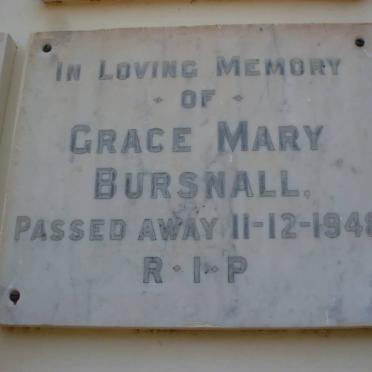 IN LOVING MEMORY
OF
GRACE MARY
BURSNALL.
PASSED AWAY 11-12-1948
R·I·P